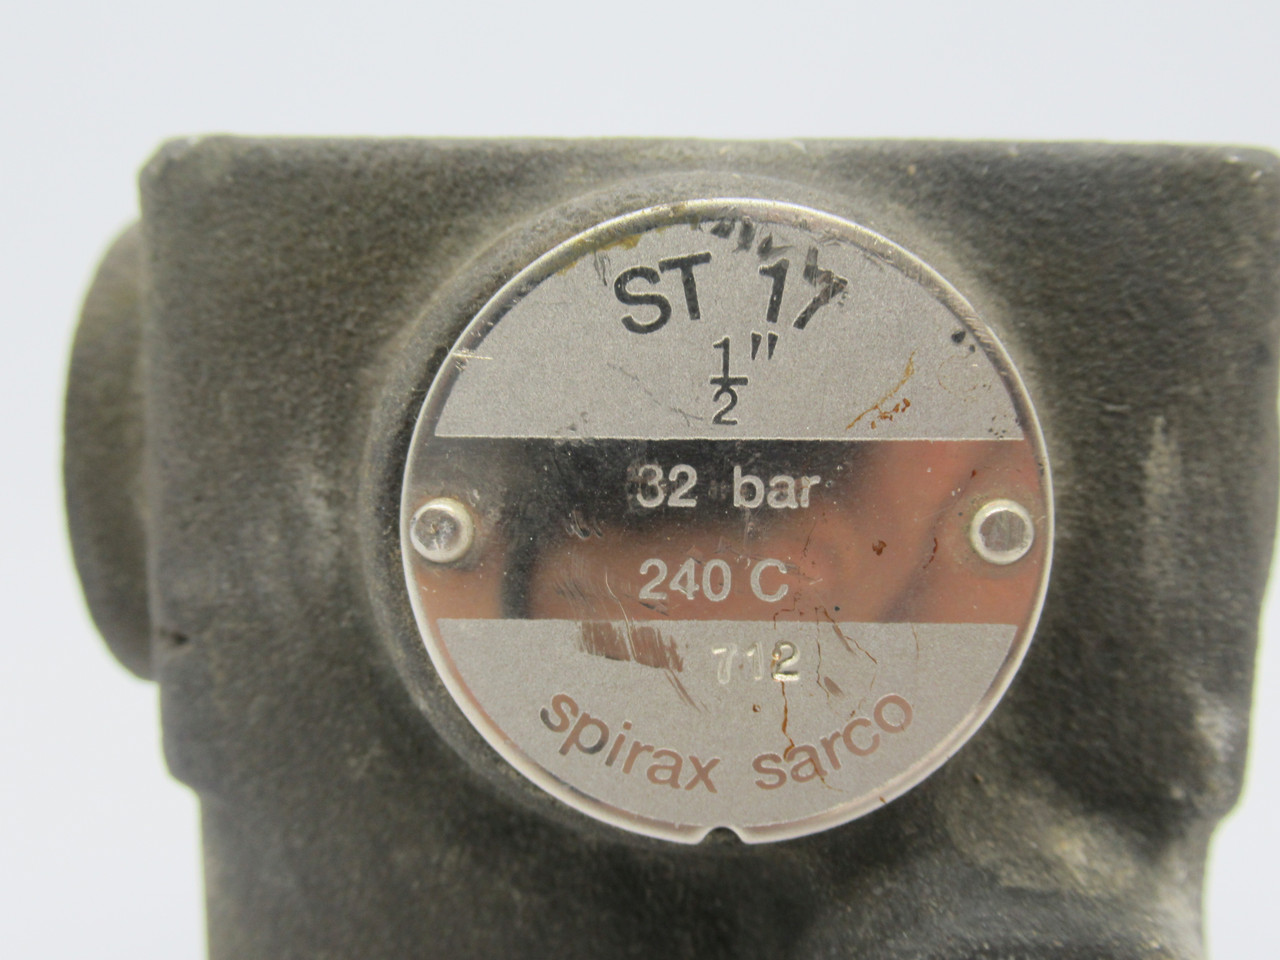 ST 17
1/2"
32 bar
240 C
712
spirax sarco